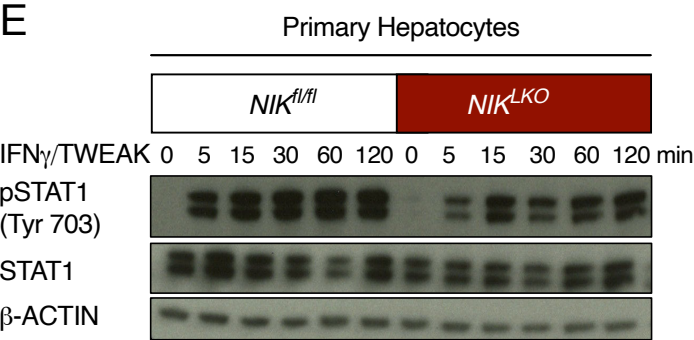 E
Primary Hepatocytes
NIKfl/fl NIKLKO
IFNγ/TWEAK 0 5 15 30 60 120 0 5 15 30 60 120 min
pSTAT1
(Tyr 703)
STAT1
β-ACTIN